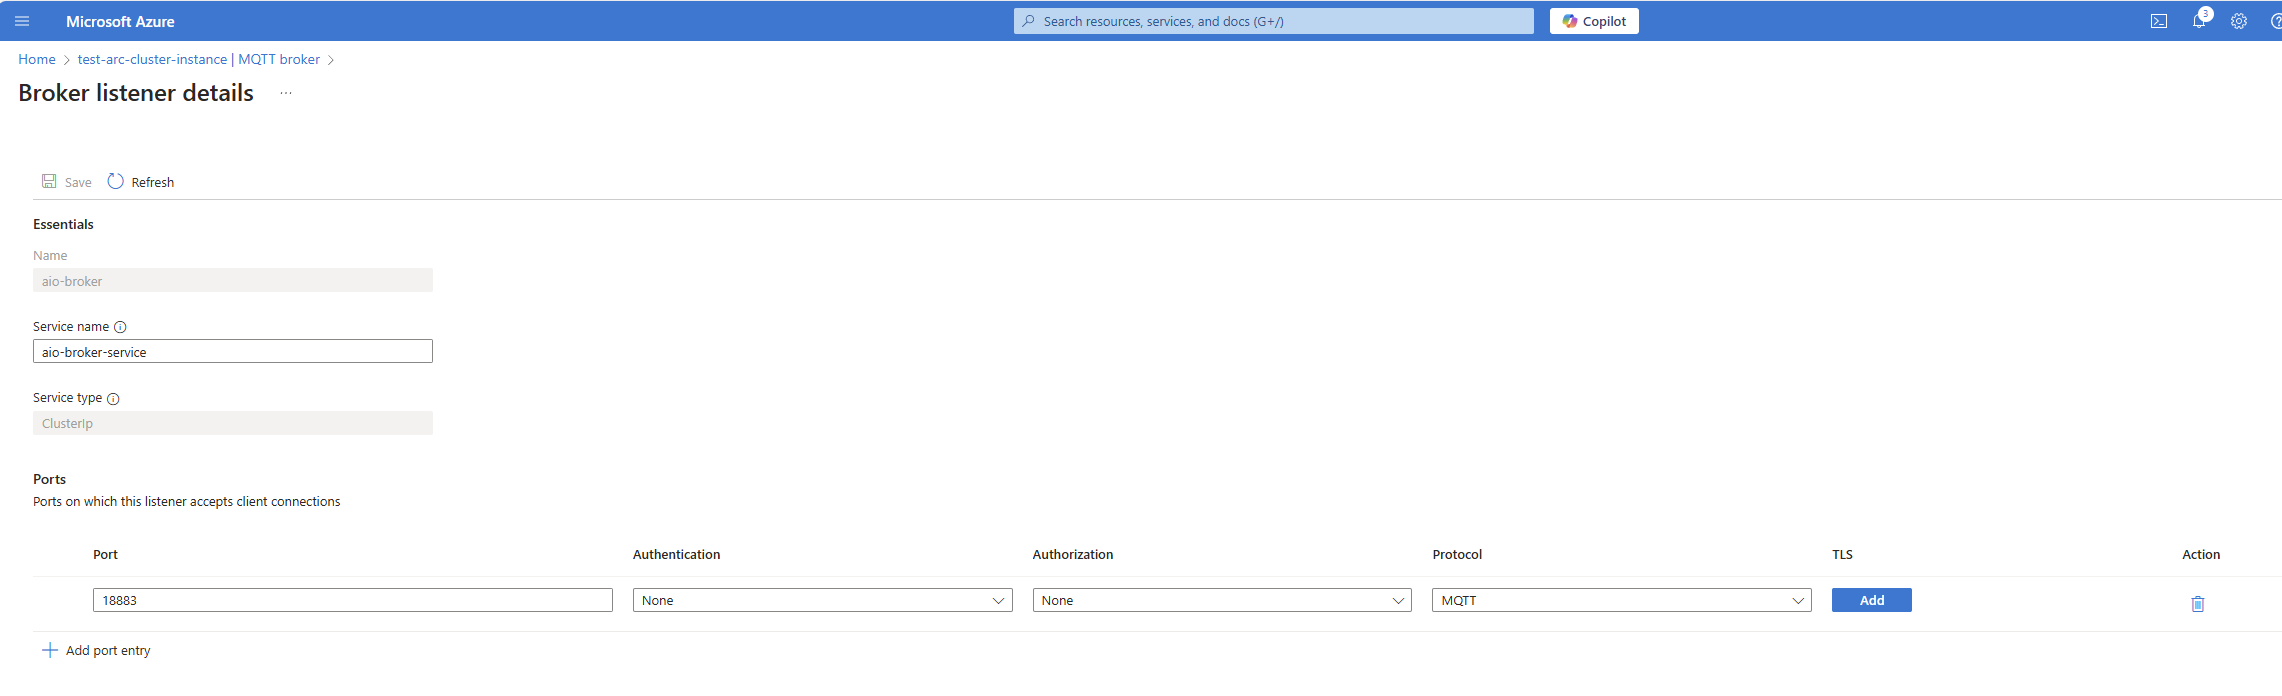 Microsoft Azure
Search resources, services, and docs (G+/)
Copilot
3
Home > test-arc-cluster-instance | MQTT broker >
Broker listener details ...
Save Refresh
Essentials
Name
aio-broker
Service name
aio-broker-service
Service type
ClusterIp
Ports
Ports on which this listener accepts client connections
Port Authentication Authorization Protocol TLS Action
18883 None None MQTT Add
+ Add port entry